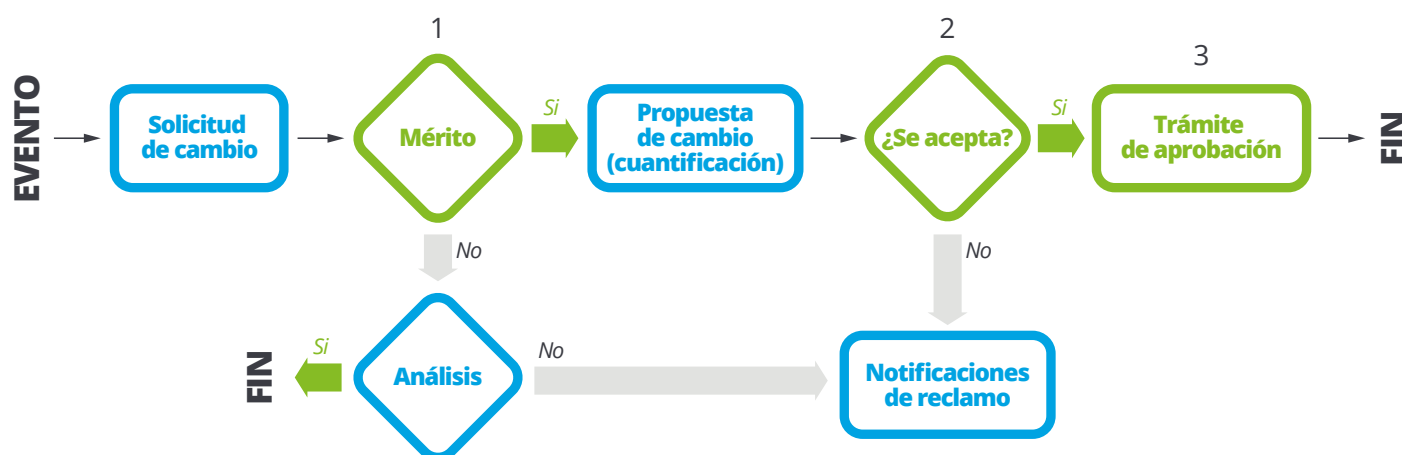 1
2
3
EVENTO
Solicitud
de cambio
Mérito
Si
Propuesta
de cambio
(cuantificación)
¿Se acepta?
Si
Trámite
de aprobación
FIN
No
No
FIN
Si
Análisis
No
Notificaciones
de reclamo